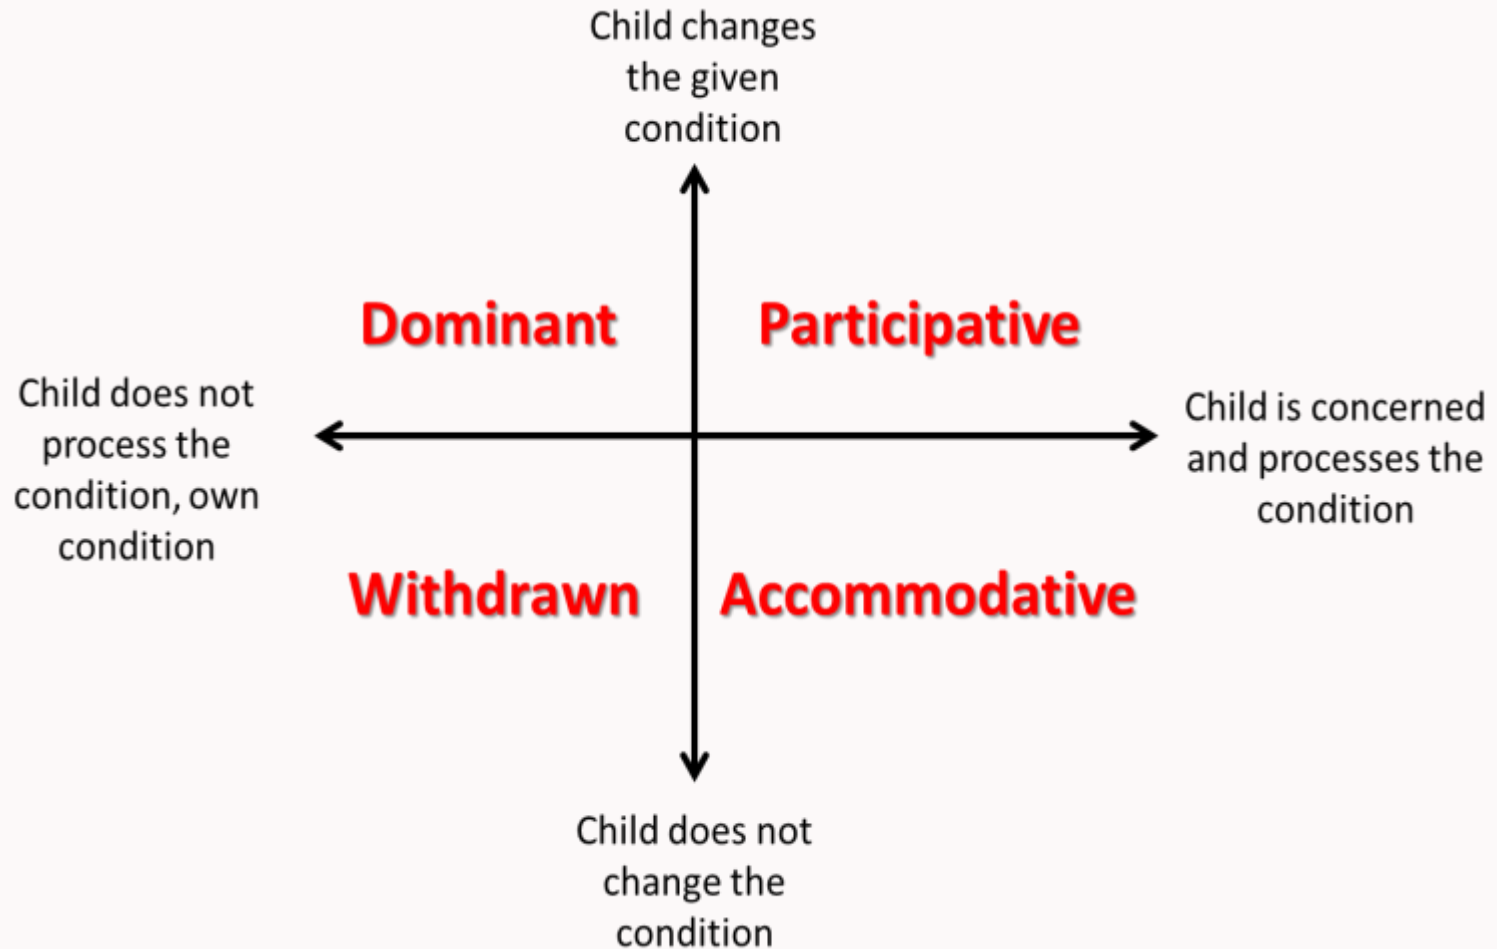 Child changes
the given
condition
Dominant
Participative
Child does not
process the
condition, own
condition
Child is concerned
and processes the
condition
Withdrawn
Accommodative
Child does not
change the
condition